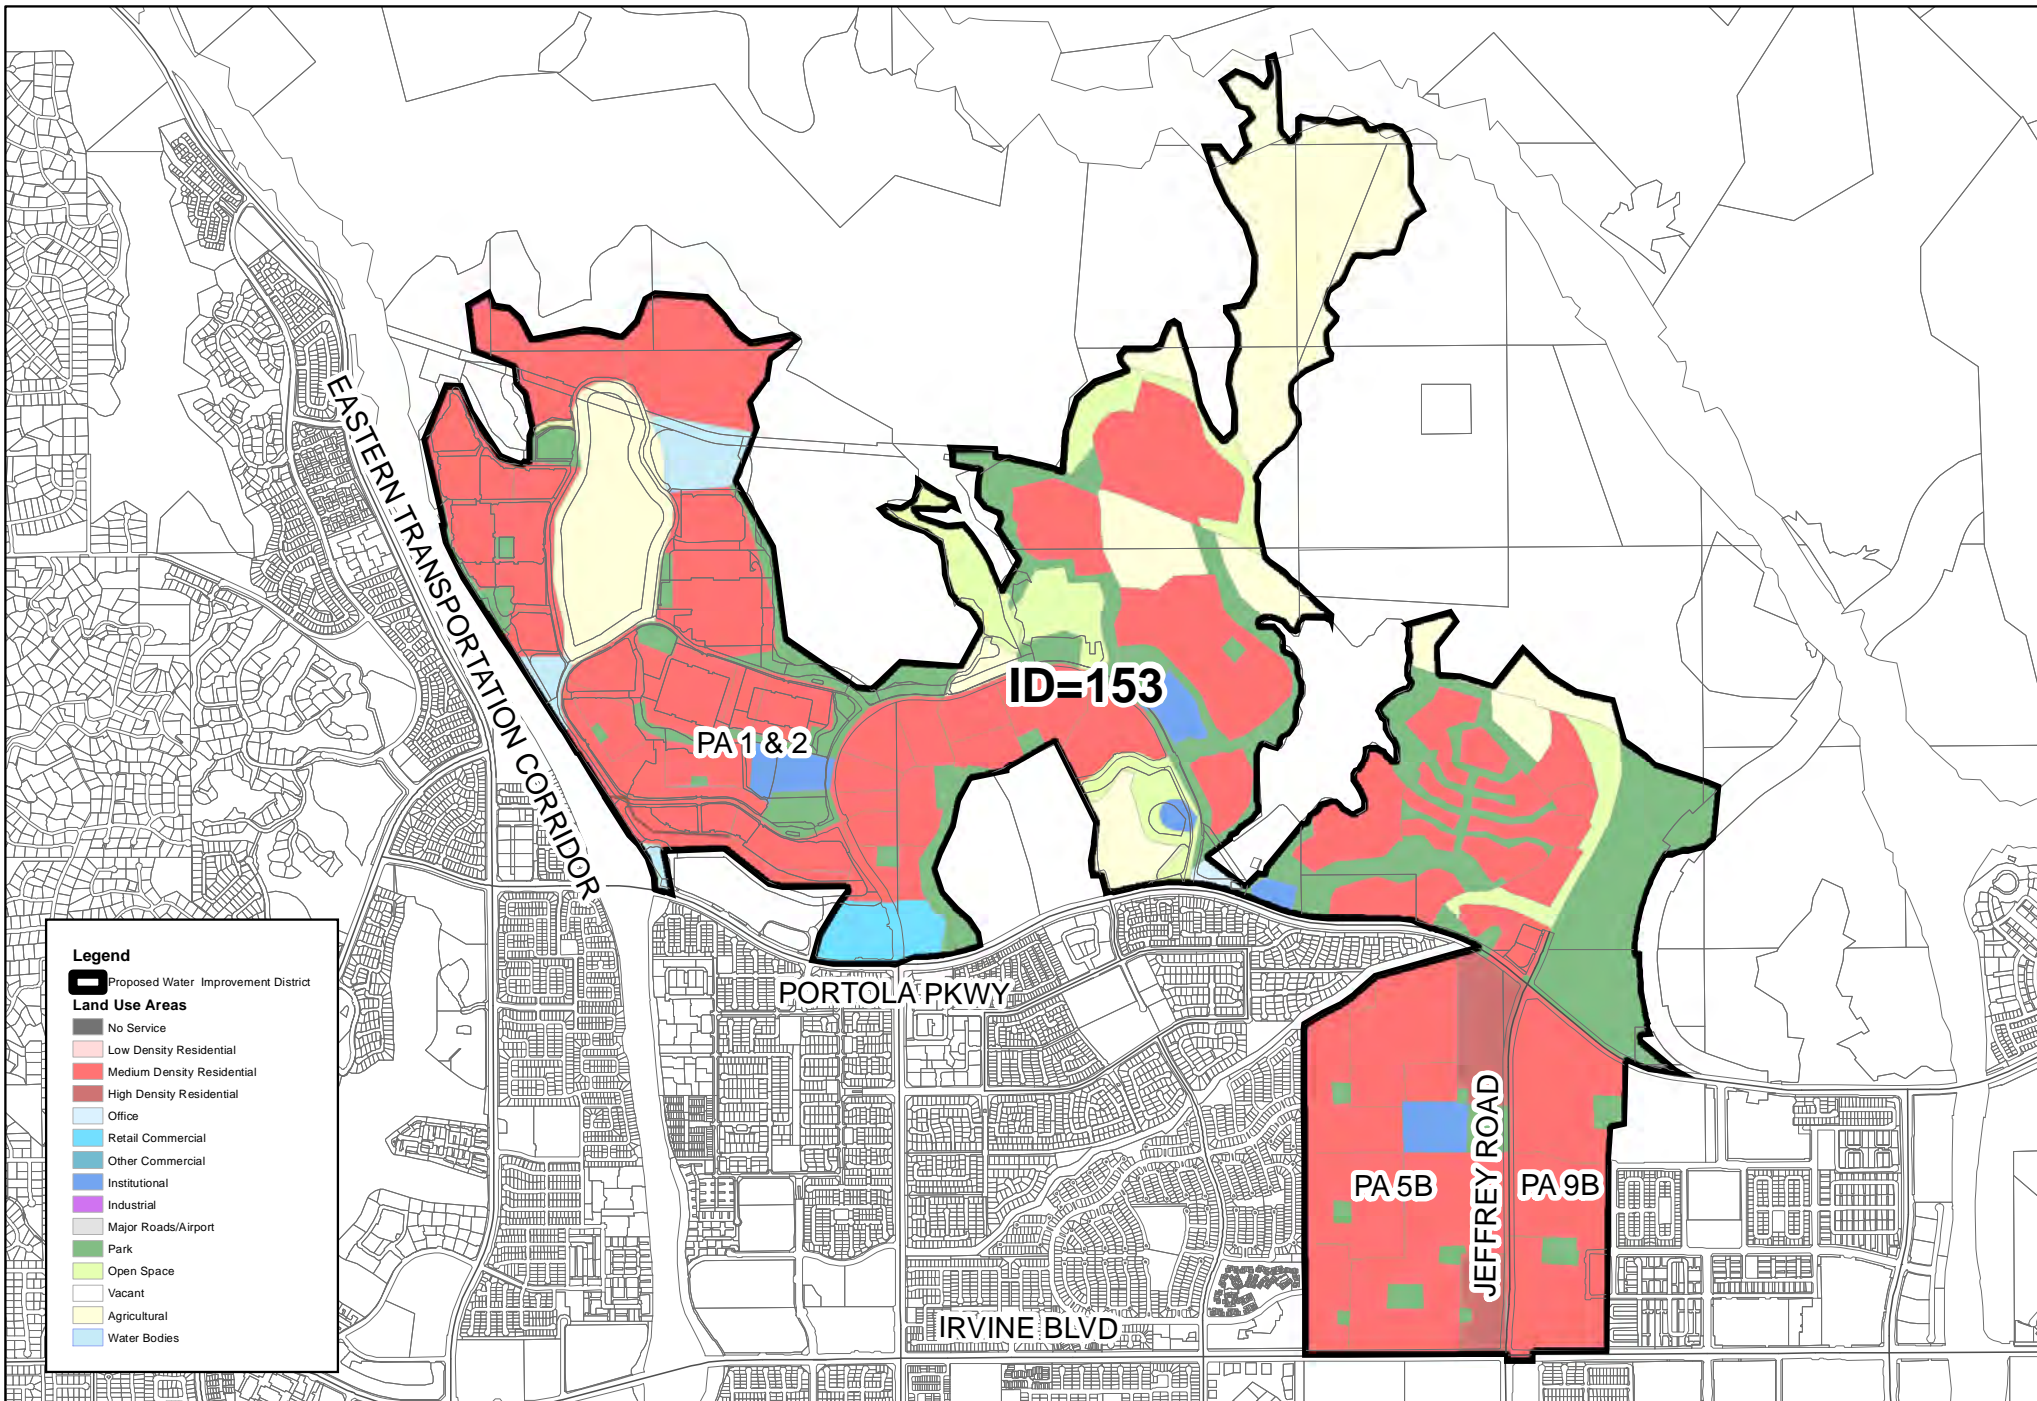 EASTERN TRANSPORTATION CORRIDOR
ID=153
PA 1 & 2
PORTOLA PKWY
JEFFREY ROAD
PA 5B
PA 9B
IRVINE BLVD
Legend
Proposed Water Improvement District
Land Use Areas
No Service
Low Density Residential
Medium Density Residential
High Density Residential
Office
Retail Commercial
Other Commercial
Institutional
Industrial
Major Roads/Airport
Park
Open Space
Vacant
Agricultural
Water Bodies